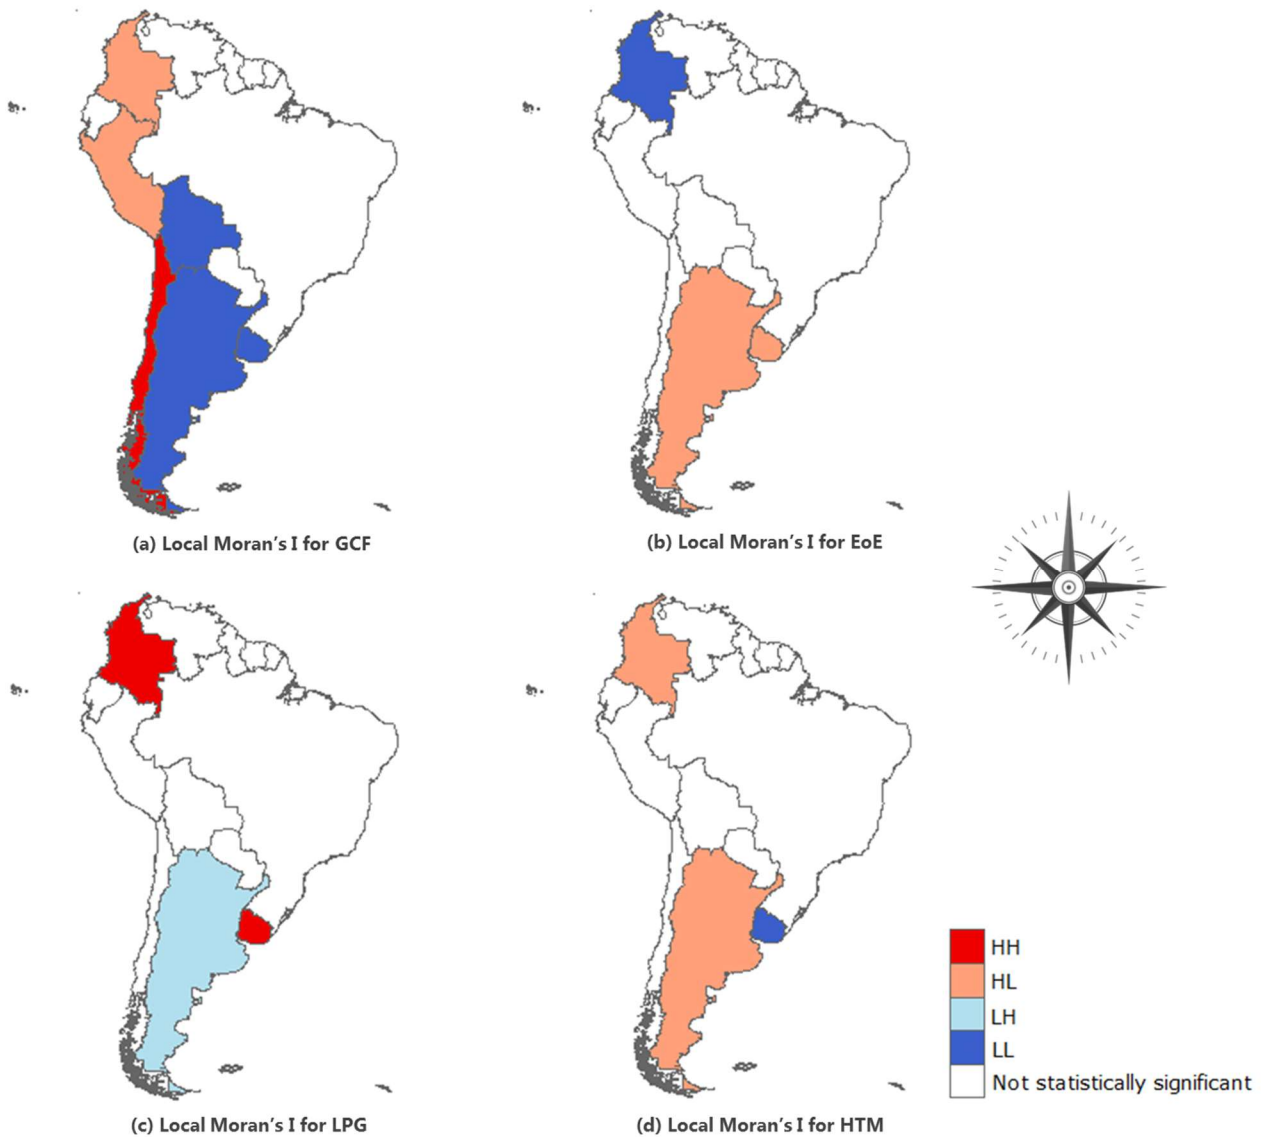 (a) Local Moran's I for GCF
(b) Local Moran's I for EoE
(c) Local Moran's I for LPG
(d) Local Moran's I for HTM
HH
HL
LH
LL
Not statistically significant